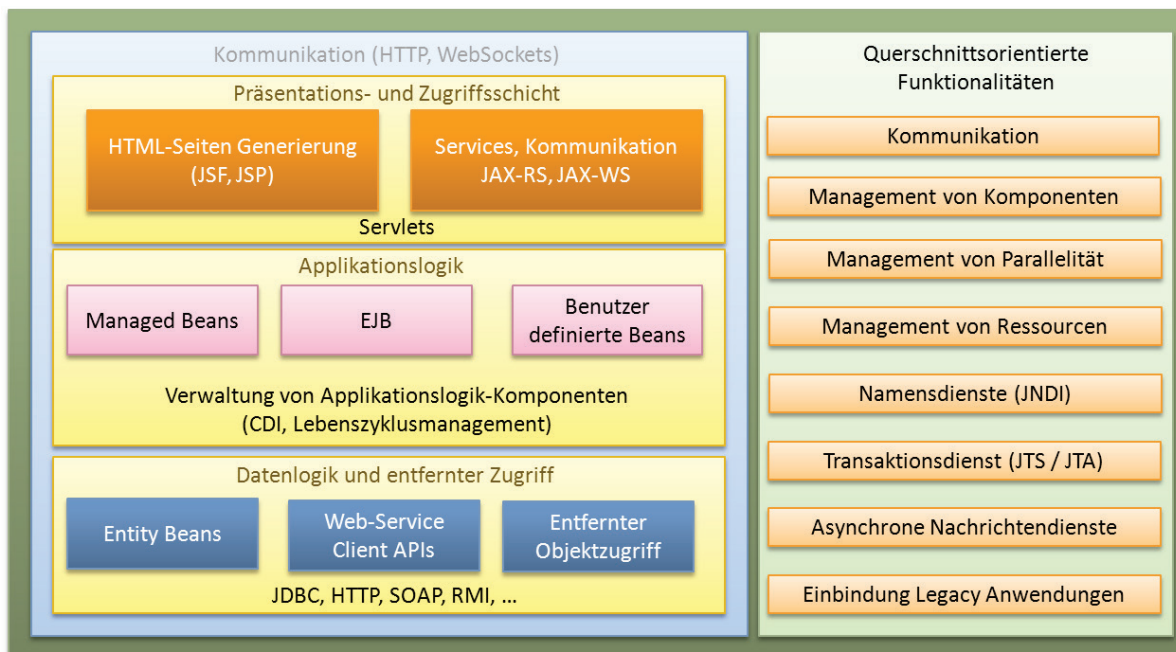 Kommunikation (HTTP, WebSockets)
Präsentations- und Zugriffsschicht
HTML-Seiten Generierung
(JSF, JSP)
Services, Kommunikation
JAX-RS, JAX-WS
Servlets
Applikationslogik
Managed Beans
EJB
Benutzer
definierte Beans
Verwaltung von Applikationslogik-Komponenten
(CDI, Lebenszyklusmanagement)
Datenlogik und entfernter Zugriff
Entity Beans
Web-Service
Client APIs
Entfernter
Objektzugriff
JDBC, HTTP, SOAP, RMI, ...
Querschnittsorientierte
Funktionalitäten
Kommunikation
Management von Komponenten
Management von Parallelität
Management von Ressourcen
Namensdienste (JNDI)
Transaktionsdienst (JTS / JTA)
Asynchrone Nachrichtendienste
Einbindung Legacy Anwendungen